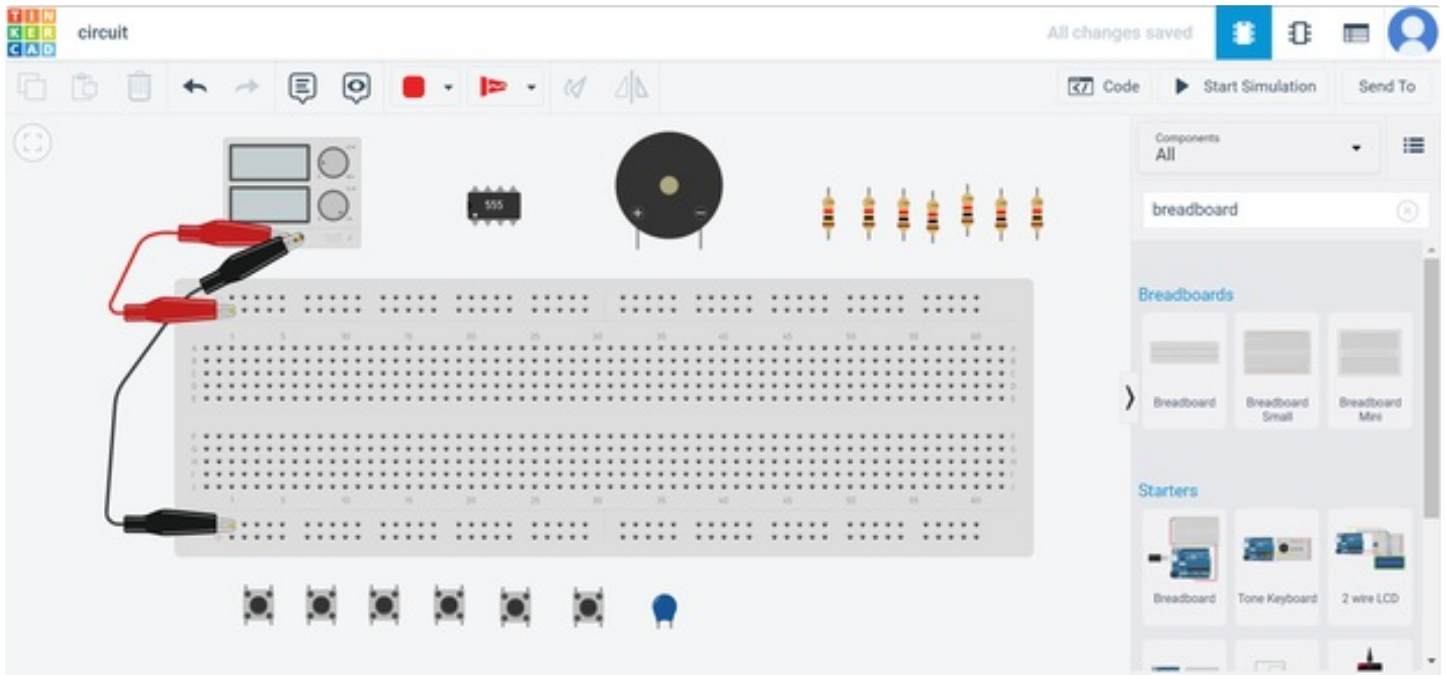 TIN
KER
CAD
circuit
All changes saved
Code
Start Simulation
Send To
Components
All
breadboard
555
Breadboards
Breadboard
Breadboard Small
Breadboard Mini
Starters
Breadboard
Tone Keyboard
2 wire LCD